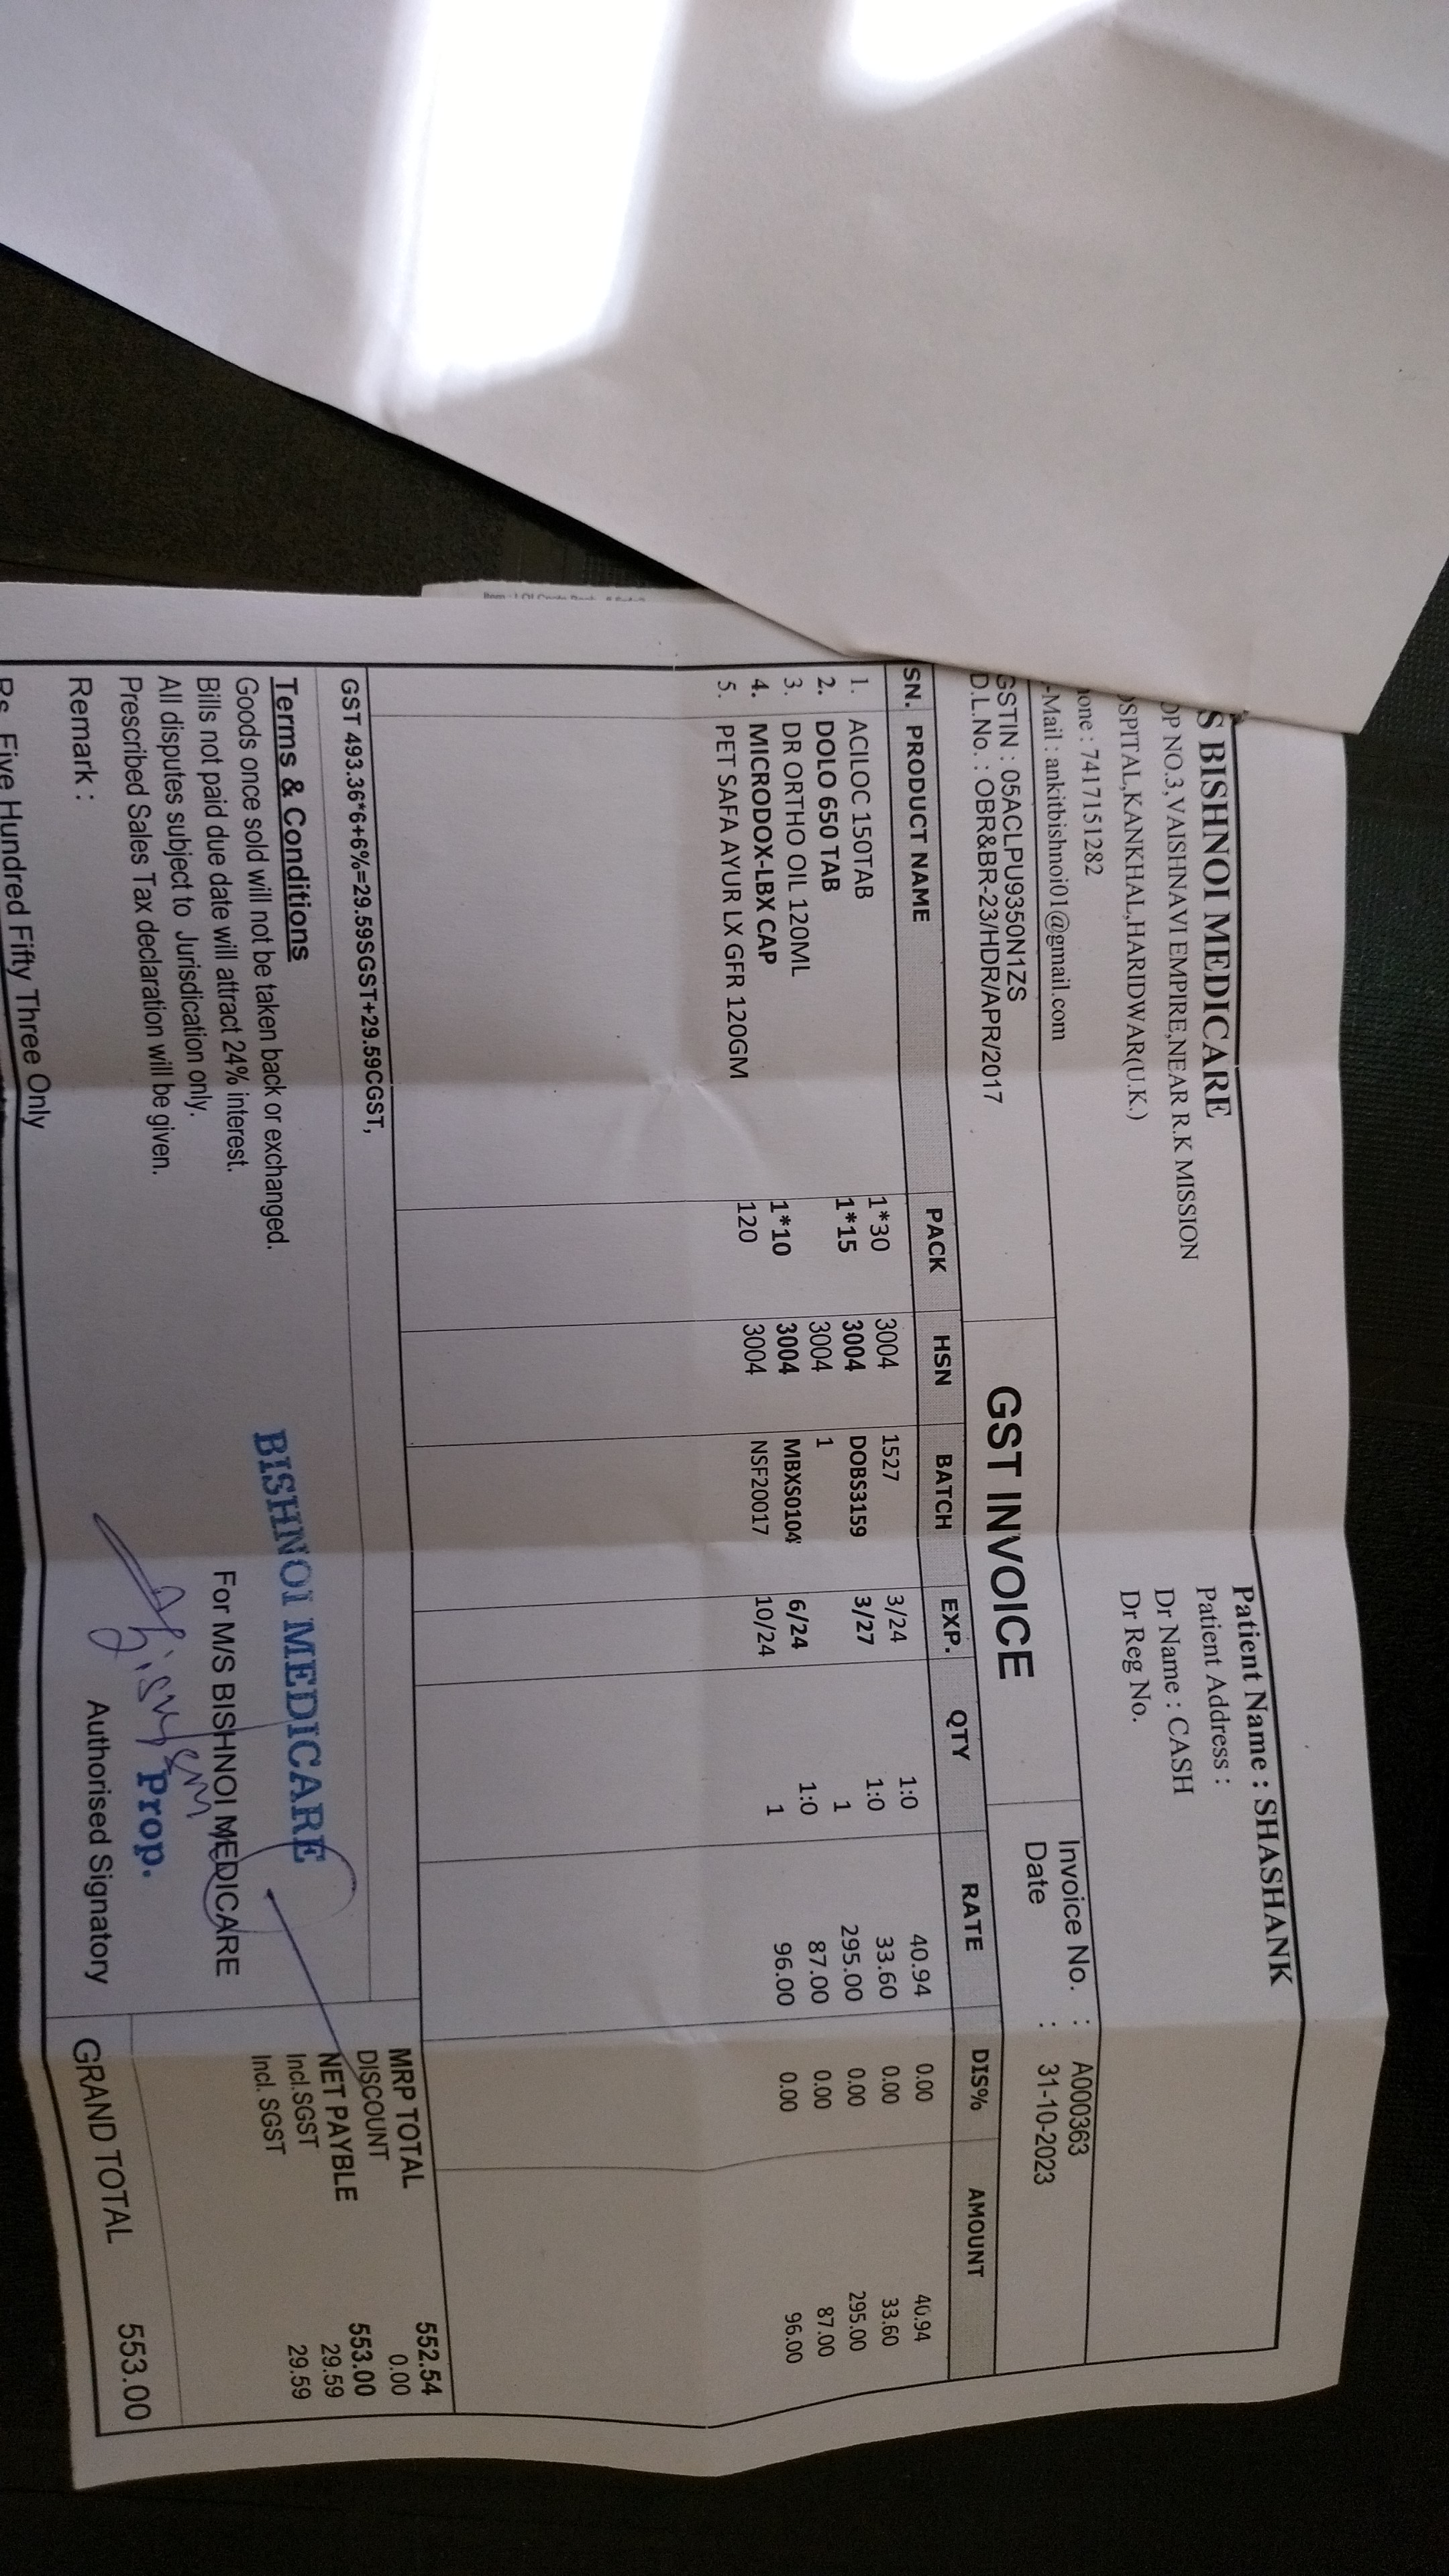 S BISHNOI MEDICARE
OP NO.3,VAISHNAVI EMPIRE,NEAR R.K MISSION
OSPITAL,KANKHAL,HARIDWAR(U.K.)
hone : 7417151282
-Mail : ankitbishnoi01@gmail.com
Patient Name : SHASHANK
Patient Address :
Dr Name : CASH
Dr Reg No.
GSTIN : 05ACLPU9350N1ZS
D.L.No. : OBR&BR-23/HDR/APR/2017
GST INVOICE
Invoice No. : A000363
Date : 31-10-2023
SN. PRODUCT NAME PACK HSN BATCH EXP. QTY RATE DIS% AMOUNT
1. ACILOC 150TAB 1*30 3004 1527 3/24 1:0 40.94 0.00 40.94
2. DOLO 650 TAB 1*15 3004 DOBS3159 3/27 1:0 33.60 0.00 33.60
3. DR ORTHO OIL 120ML 3004 1 1 295.00 0.00 295.00
4. MICRODOX-LBX CAP 1*10 3004 MBXS0104 6/24 1:0 87.00 0.00 87.00
5. PET SAFA AYUR LX GFR 120GM 120 3004 NSF20017 10/24 1 96.00 0.00 96.00
GST 493.36*6+6%=29.59SGST+29.59CGST,
MRP TOTAL 552.54
DISCOUNT 0.00
NET PAYBLE 553.00
Incl.SGST 29.59
Incl. SGST 29.59
Terms & Conditions
Goods once sold will not be taken back or exchanged.
Bills not paid due date will attract 24% interest.
All disputes subject to Jurisdication only.
Prescribed Sales Tax declaration will be given.
BISHNOI MEDICARE
For M/S BISHNOI MEDICARE
Prop.
Authorised Signatory
Remark :
GRAND TOTAL 553.00
Rs. Five Hundred Fifty Three Only